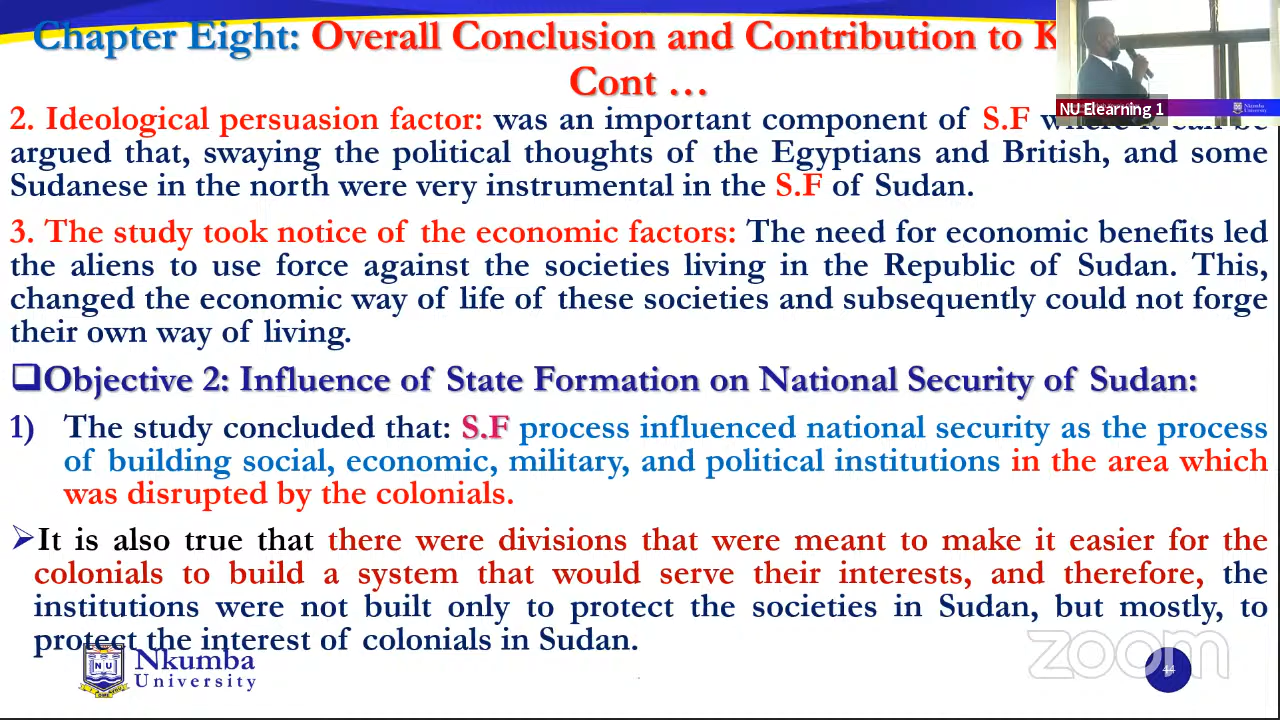 Chapter Eight: Overall Conclusion and Contribution to K
Cont …
NU Elearning 1
2. Ideological persuasion factor: was an important component of S.F where it can be
argued that, swaying the political thoughts of the Egyptians and British, and some
Sudanese in the north were very instrumental in the S.F of Sudan.
3. The study took notice of the economic factors: The need for economic benefits led
the aliens to use force against the societies living in the Republic of Sudan. This,
changed the economic way of life of these societies and subsequently could not forge
their own way of living.
Objective 2: Influence of State Formation on National Security of Sudan:
1) The study concluded that: S.F process influenced national security as the process
of building social, economic, military, and political institutions in the area which
was disrupted by the colonials.
It is also true that there were divisions that were meant to make it easier for the
colonials to build a system that would serve their interests, and therefore, the
institutions were not built only to protect the societies in Sudan, but mostly, to
protect the interest of colonials in Sudan.
NU
Nkumba
University
zoom
44